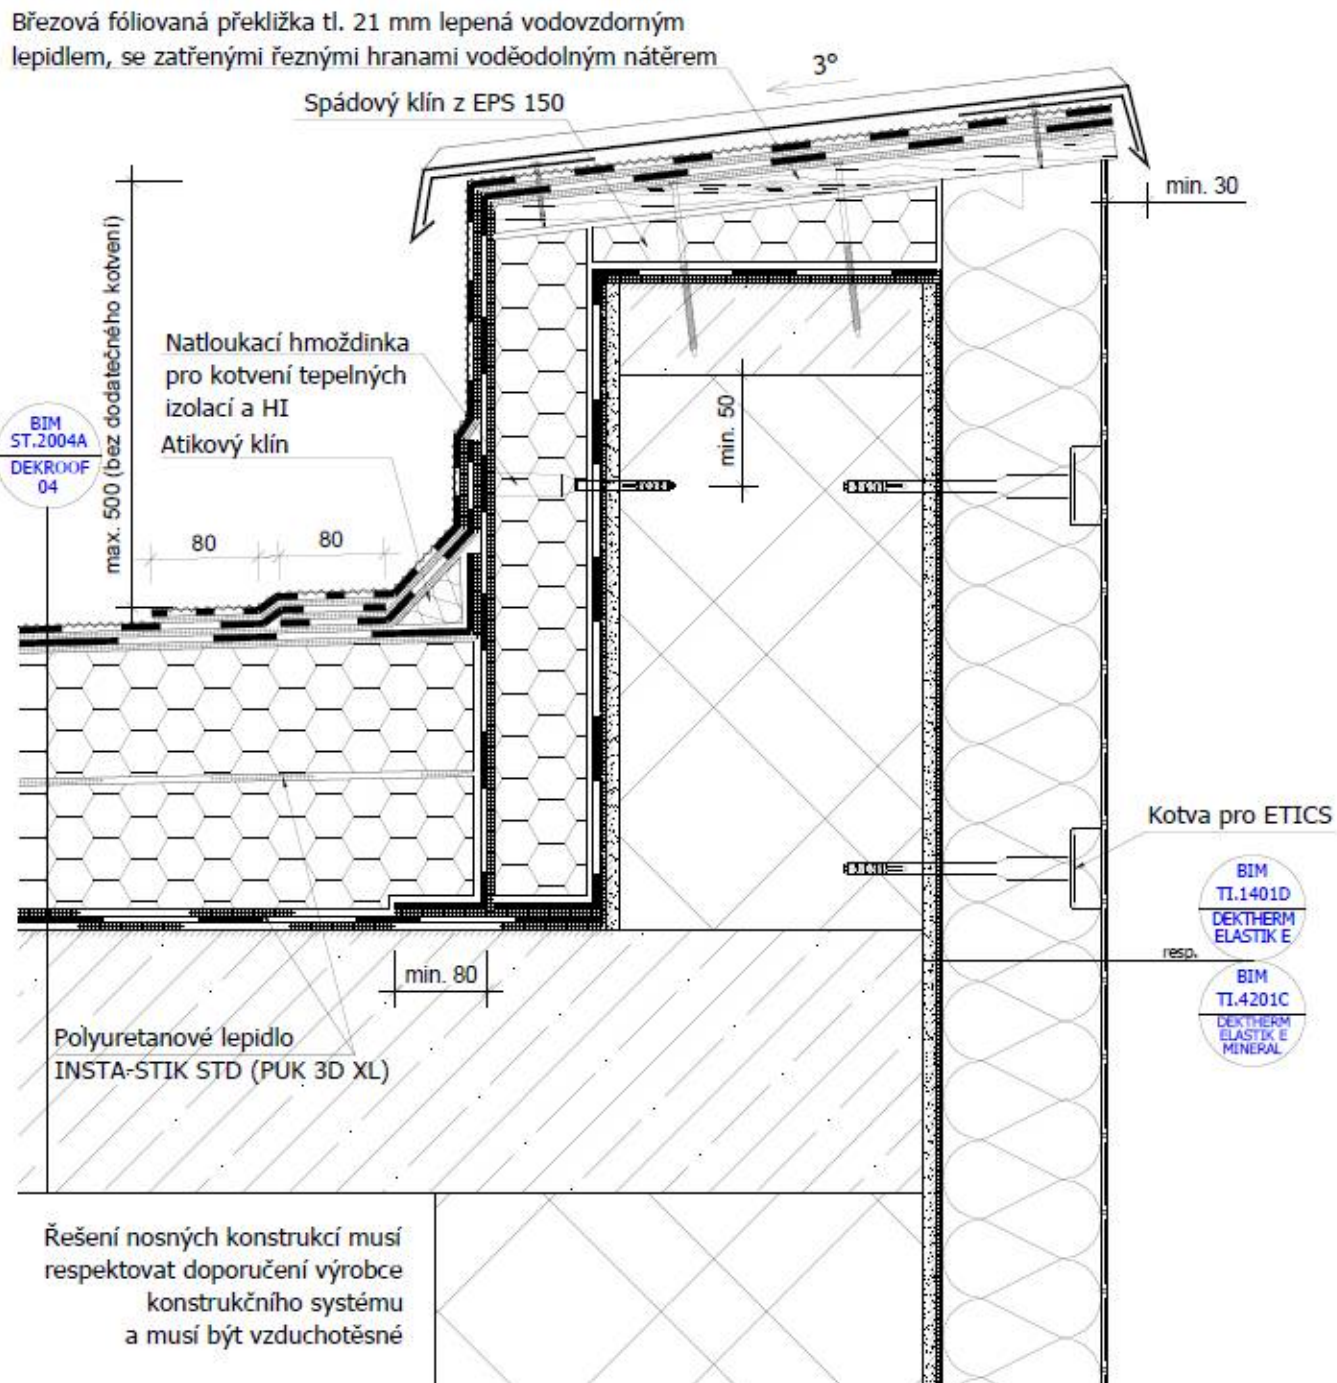 Březová fóliovaná překližka tl. 21 mm lepená vodovzdorným
lepidlem, se zatřenými řeznými hranami voděodolným nátěrem
3°
Spádový klín z EPS 150
min. 30
max. 500 (bez dodatečného kotvení)
Natloukací hmoždinka
pro kotvení tepelných
izolací a HI
Atikový klín
BIM
ST.2004A
DEKROOF
04
min. 50
80
80
Kotva pro ETICS
BIM
TI.1401D
DEKTHERM
ELASTIK E
resp.
BIM
TI.4201C
DEKTHERM
ELASTIK E
MINERAL
min. 80
Polyuretanové lepidlo
INSTA-STIK STD (PUK 3D XL)
Řešení nosných konstrukcí musí
respektovat doporučení výrobce
konstrukčního systému
a musí být vzduchotěsné